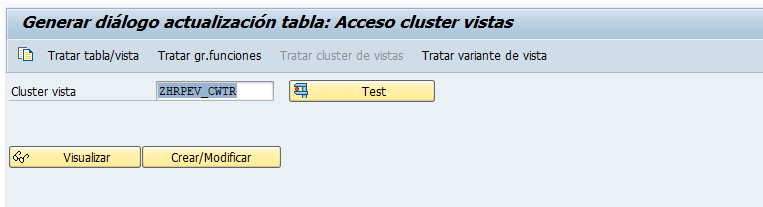 Generar diálogo actualización tabla: Acceso cluster vistas
Tratar tabla/vista Tratar gr.funciones Tratar cluster de vistas Tratar variante de vista
Cluster vista ZHRPEV_CWTR Test
Visualizar Crear/Modificar